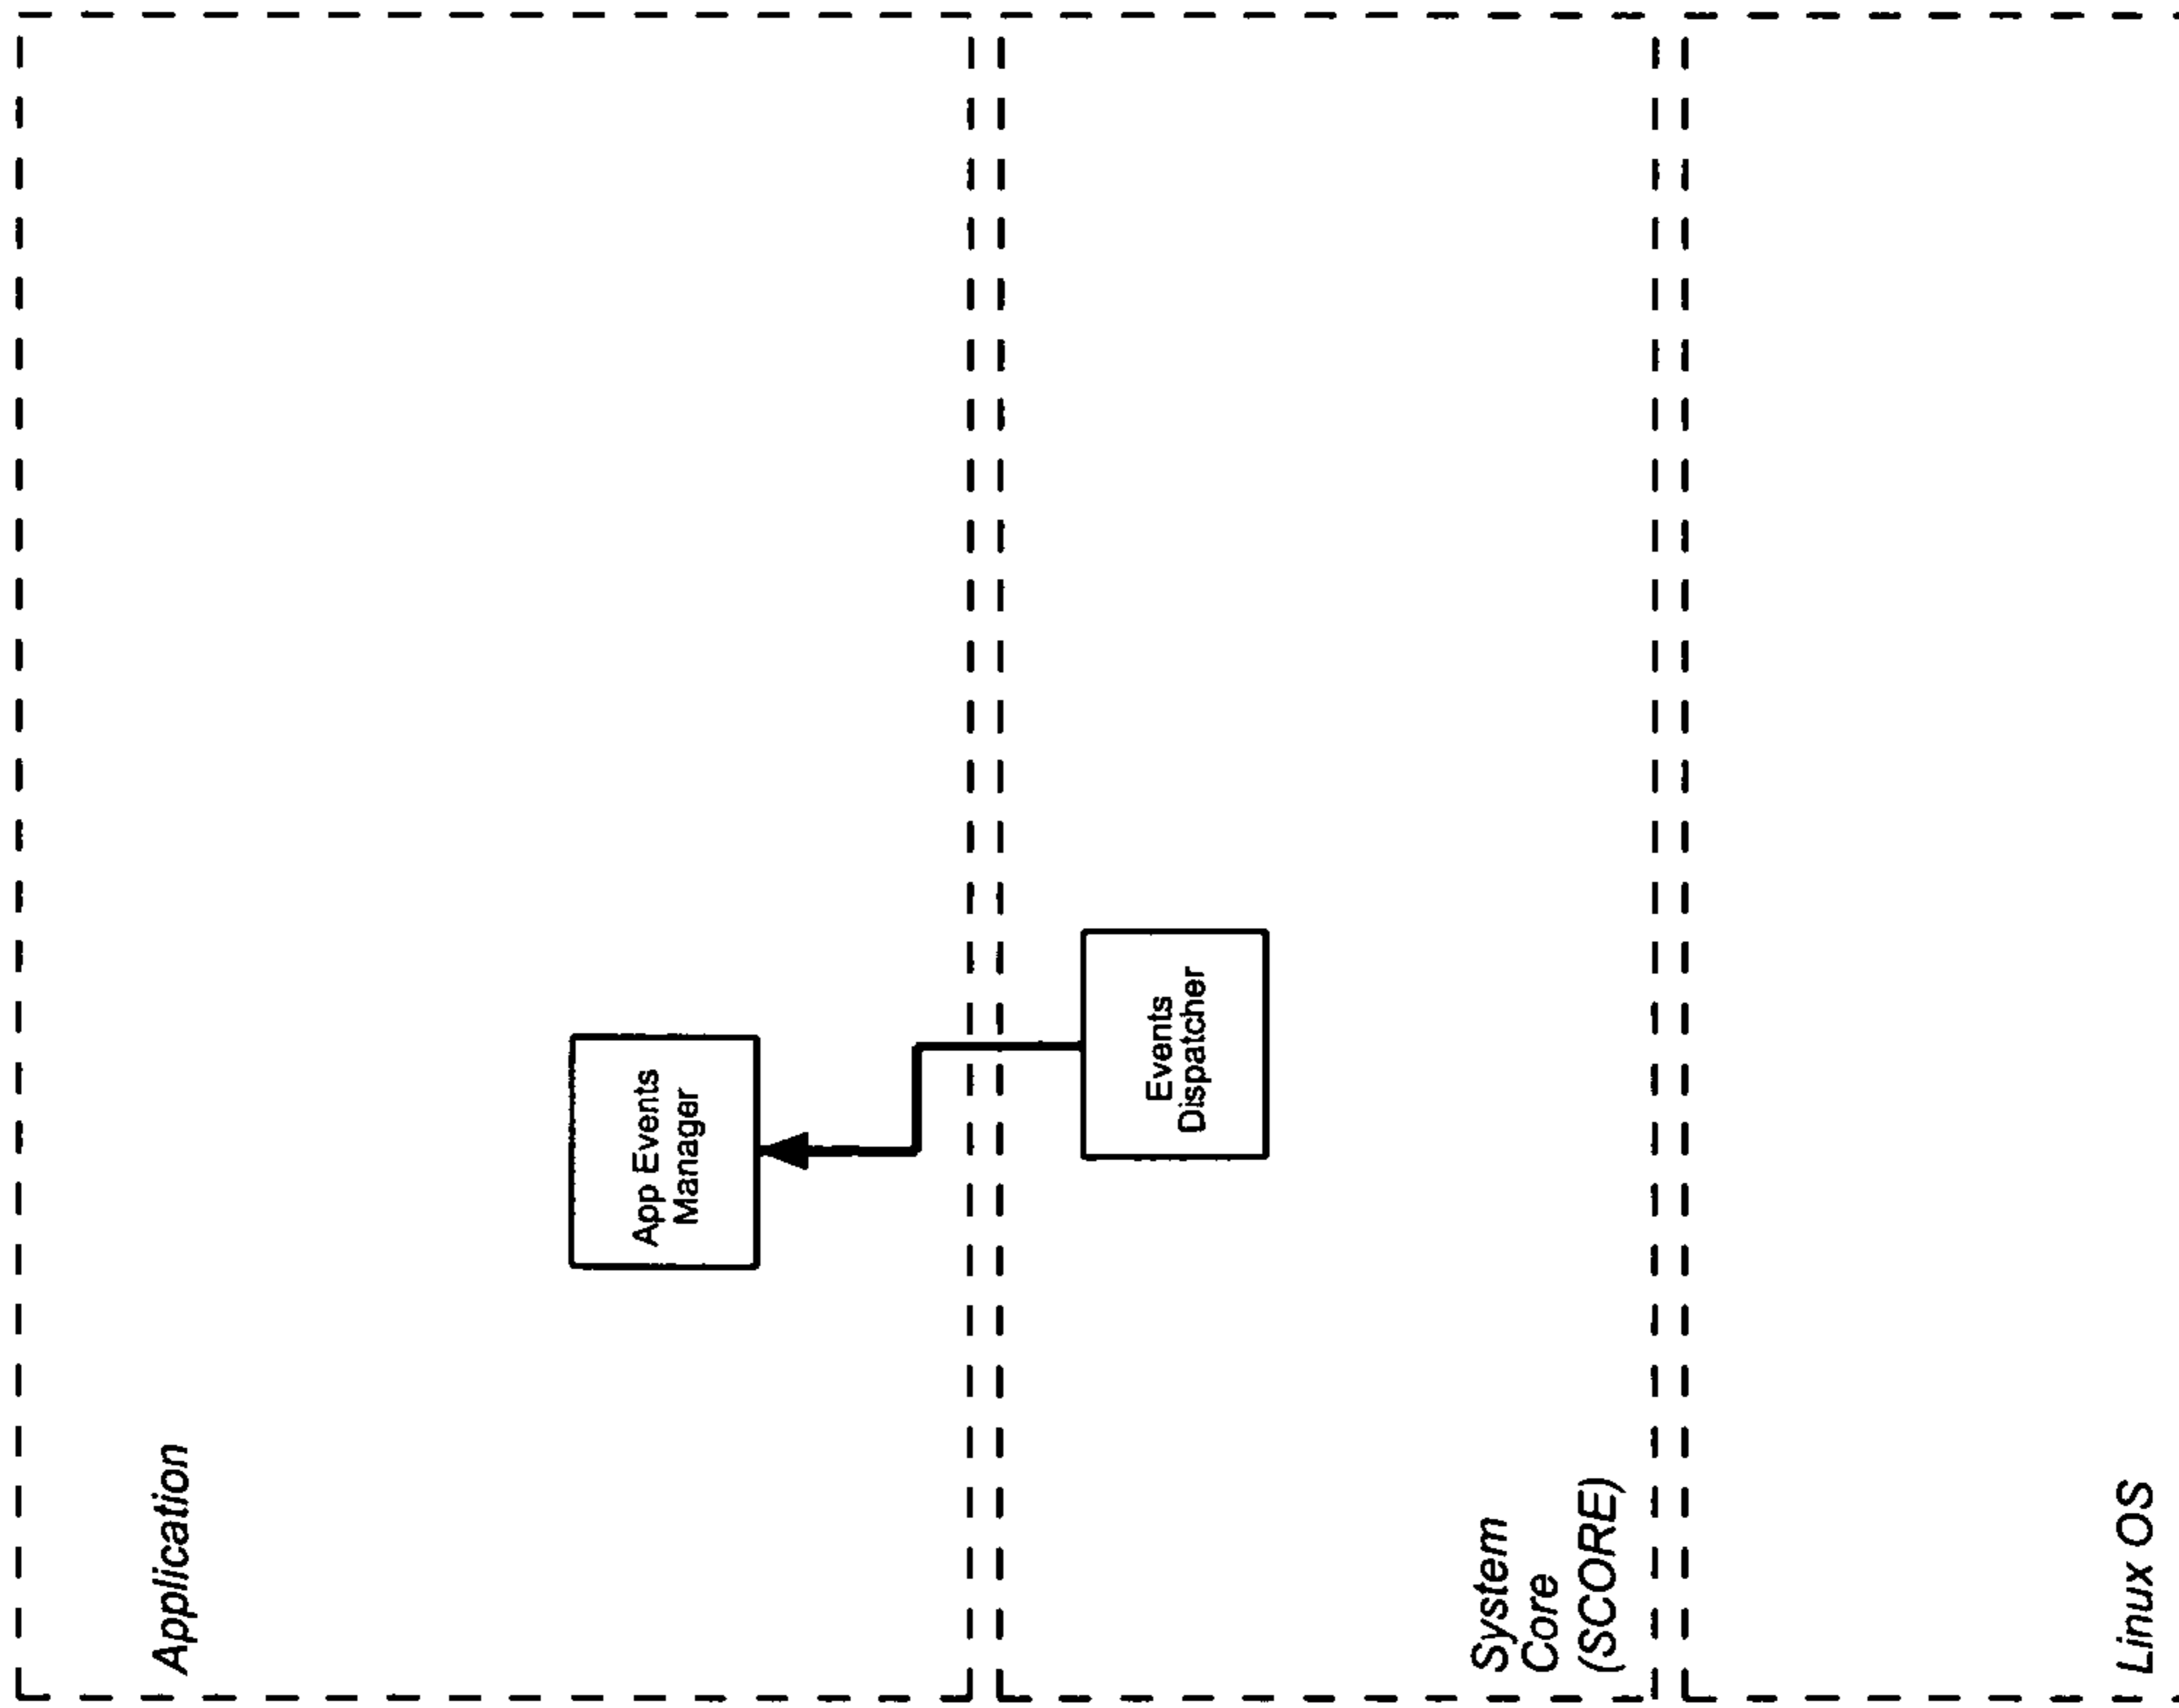 Application
App Events
Manager
Events
Dispatcher
System
Core
(SCORE)
Linux OS